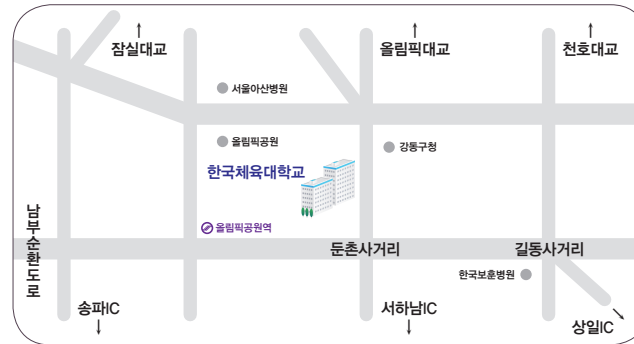 잠실대교
올림픽대교
천호대교
서울아산병원
올림픽공원
강동구청
한국체육대학교
남부순환도로
올림픽공원역
둔촌사거리
길동사거리
한국보훈병원
송파IC
서하남IC
상일IC